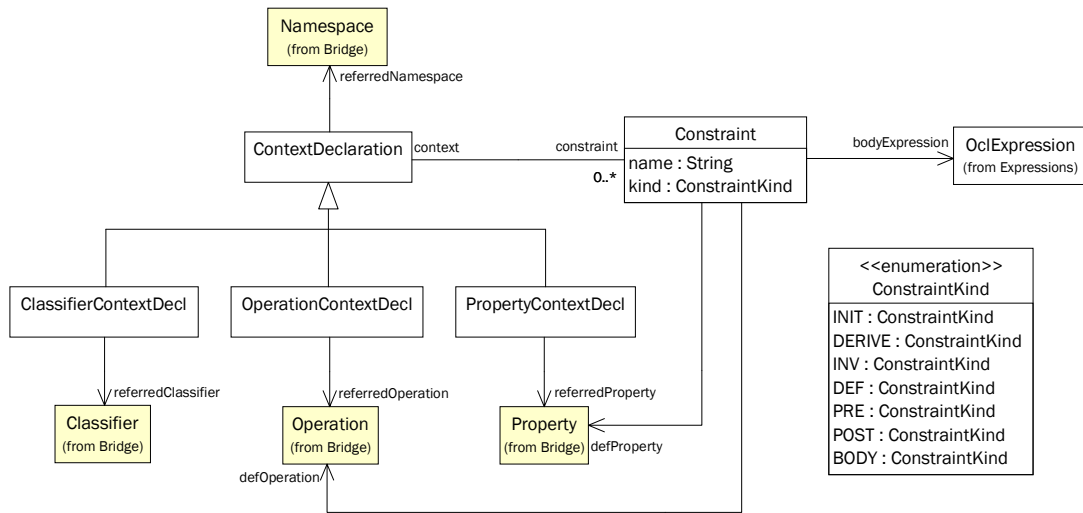 Namespace
(from Bridge)
referredNamespace
ContextDeclaration
context
constraint
0..*
Constraint
name : String
kind : ConstraintKind
bodyExpression
OclExpression
(from Expressions)
ClassifierContextDecl
OperationContextDecl
PropertyContextDecl
<<enumeration>>
ConstraintKind
INIT : ConstraintKind
DERIVE : ConstraintKind
INV : ConstraintKind
DEF : ConstraintKind
PRE : ConstraintKind
POST : ConstraintKind
BODY : ConstraintKind
referredClassifier
referredOperation
referredProperty
Classifier
(from Bridge)
Operation
(from Bridge)
Property
(from Bridge)
defProperty
defOperation